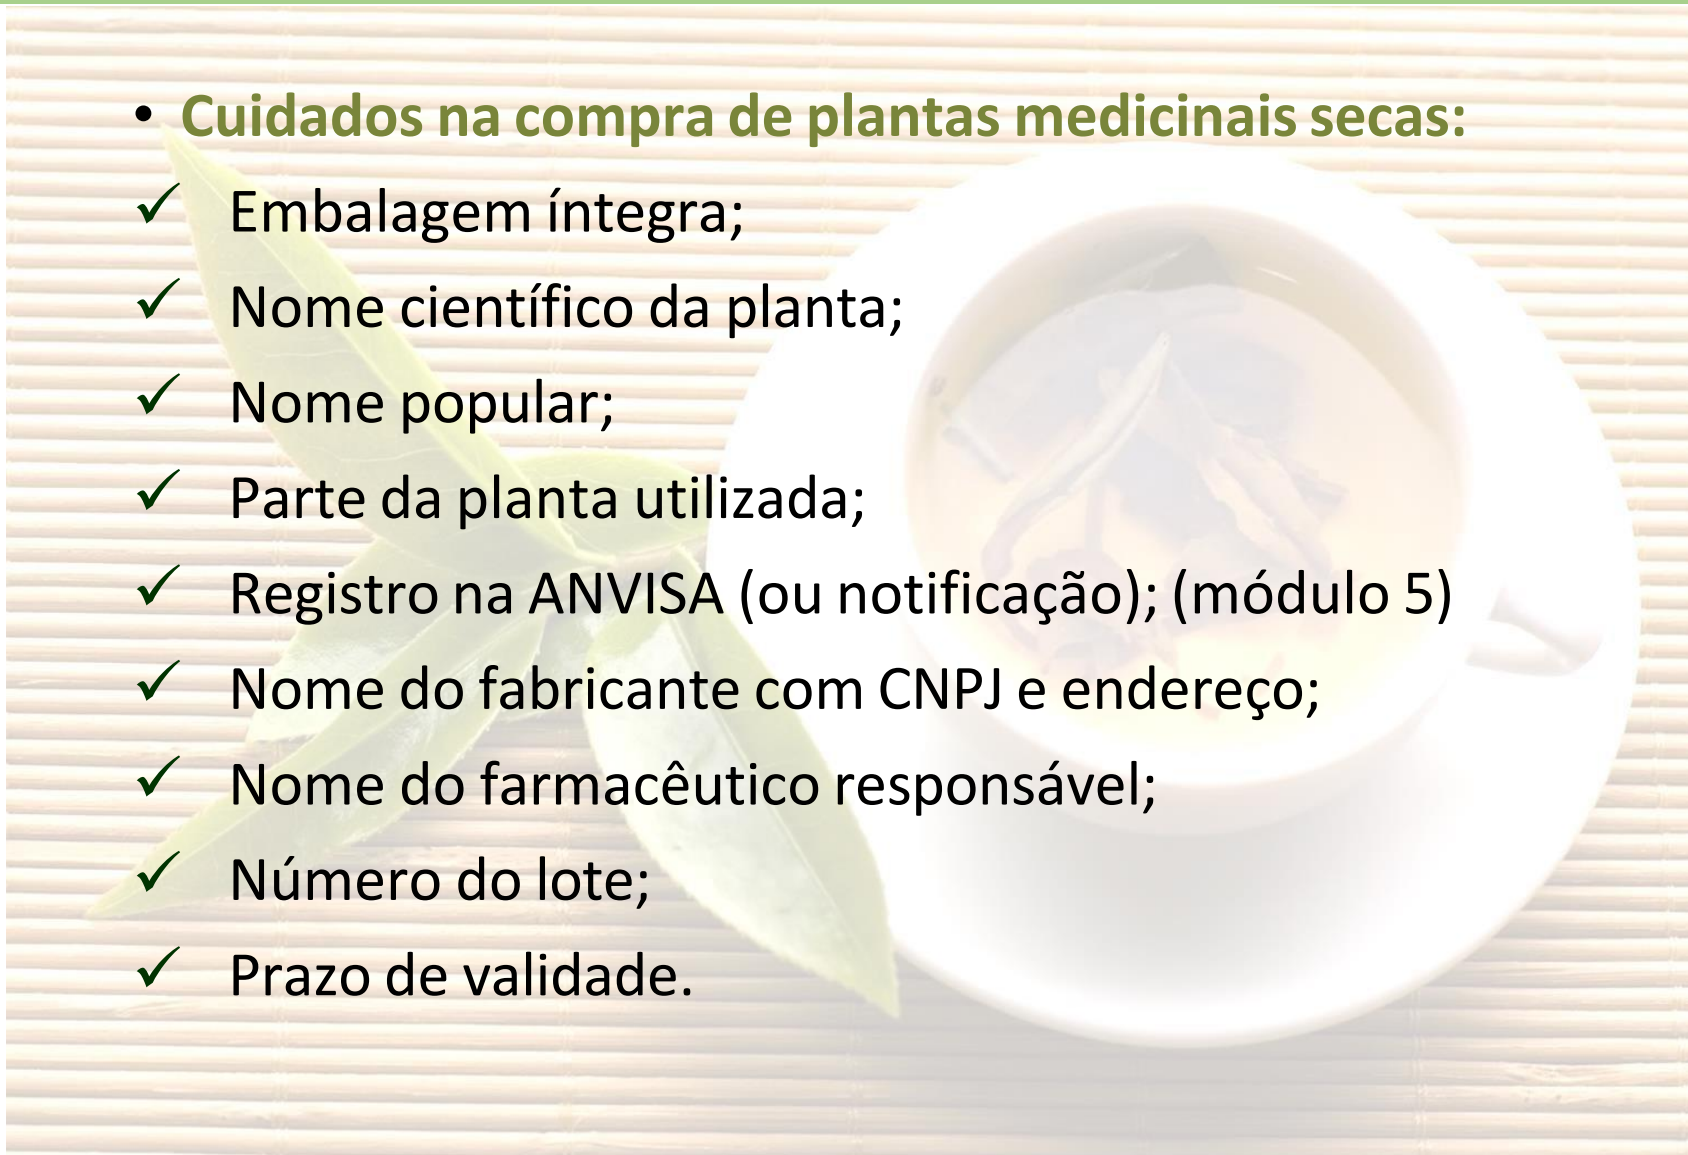 • Cuidados na compra de plantas medicinais secas:
✓ Embalagem íntegra;
✓ Nome científico da planta;
✓ Nome popular;
✓ Parte da planta utilizada;
✓ Registro na ANVISA (ou notificação); (módulo 5)
✓ Nome do fabricante com CNPJ e endereço;
✓ Nome do farmacêutico responsável;
✓ Número do lote;
✓ Prazo de validade.